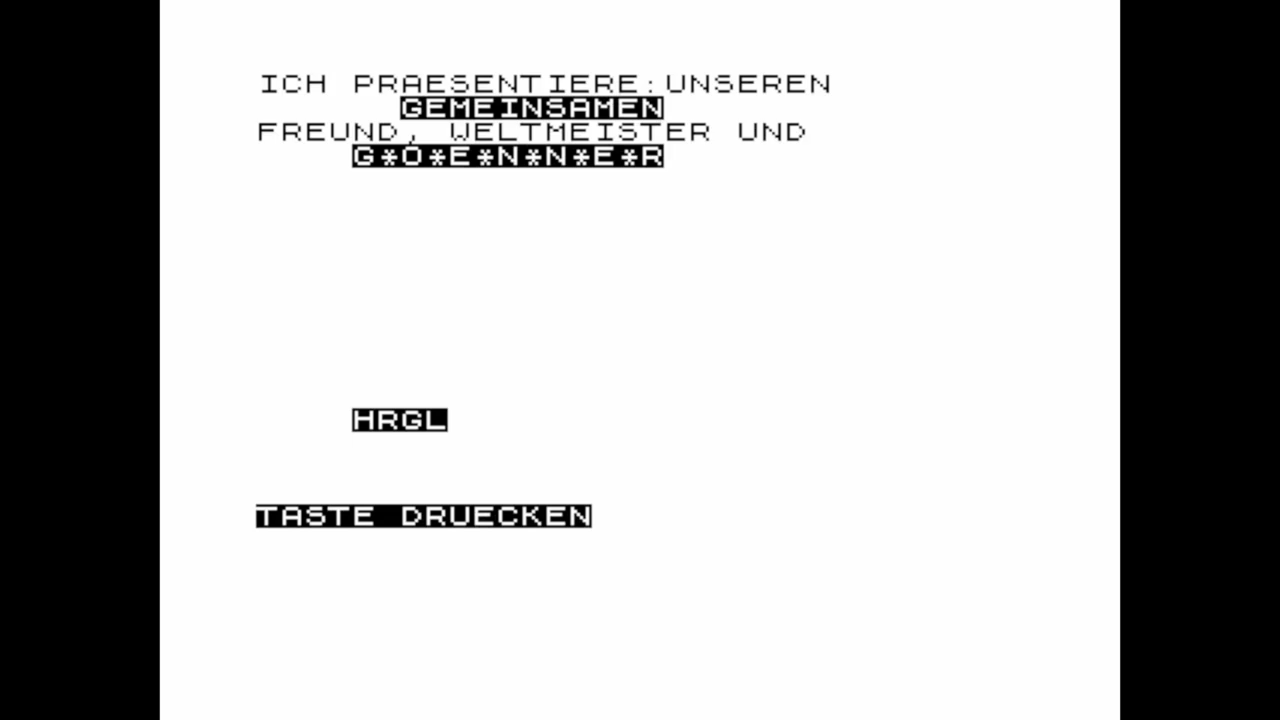 ICH PRAESENTIERE:UNSEREN
GEMEINSAMEN
FREUND, WELTMEISTER UND
G*O*E*N*N*E*R
HRGL
TASTE DRUECKEN